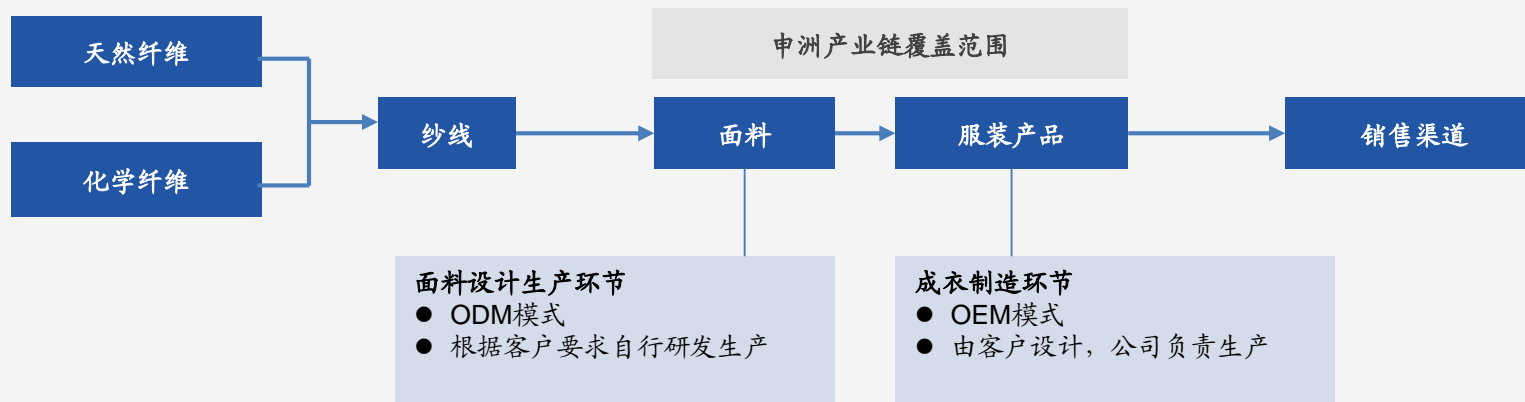 天然纤维
化学纤维
申洲产业链覆盖范围
纱线
面料
服装产品
销售渠道
面料设计生产环节
● ODM模式
● 根据客户要求自行研发生产
成衣制造环节
● OEM模式
● 由客户设计，公司负责生产